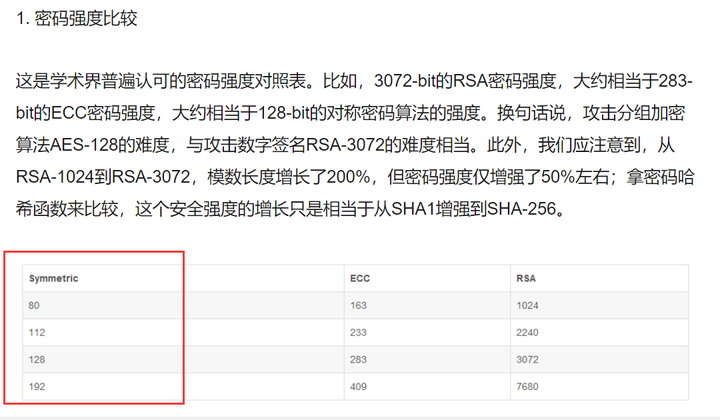 1. 密码强度比较
这是学术界普遍认可的密码强度对照表。比如，3072-bit的RSA密码强度，大约相当于283-
bit的ECC密码强度，大约相当于128-bit的对称密码算法的强度。换句话说，攻击分组加密
算法AES-128的难度，与攻击数字签名RSA-3072的难度相当。此外，我们应注意到，从
RSA-1024到RSA-3072，模数长度增长了200%，但密码强度仅增强了50%左右；拿密码哈
希函数来比较，这个安全强度的增长只是相当于从SHA1增强到SHA-256。
Symmetric ECC RSA
80 163 1024
112 233 2240
128 283 3072
192 409 7680